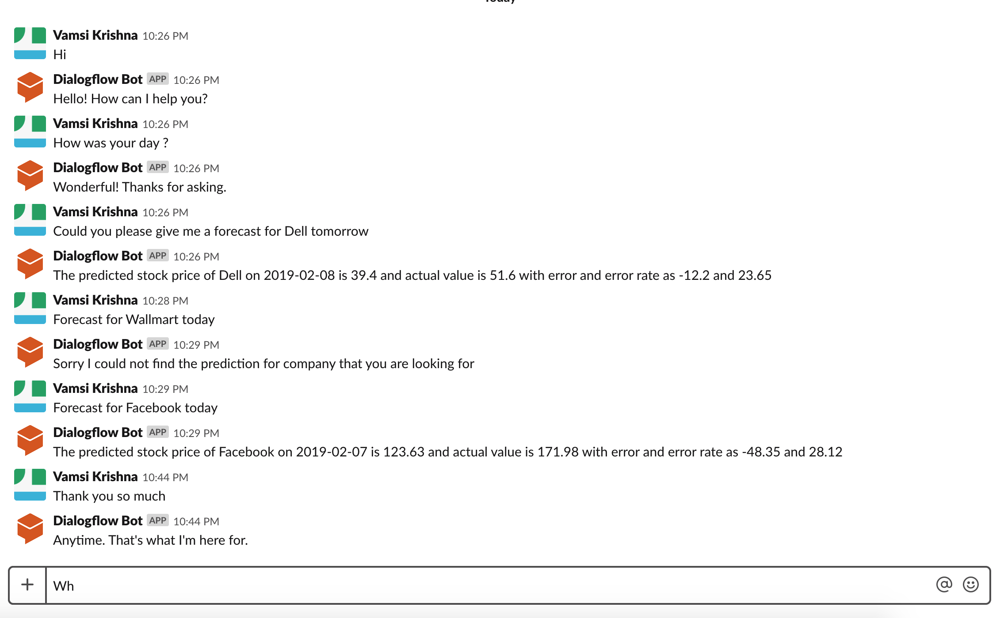 Today
Vamsi Krishna 10:26 PM
Hi
Dialogflow Bot APP 10:26 PM
Hello! How can I help you?
Vamsi Krishna 10:26 PM
How was your day ?
Dialogflow Bot APP 10:26 PM
Wonderful! Thanks for asking.
Vamsi Krishna 10:26 PM
Could you please give me a forecast for Dell tomorrow
Dialogflow Bot APP 10:26 PM
The predicted stock price of Dell on 2019-02-08 is 39.4 and actual value is 51.6 with error and error rate as -12.2 and 23.65
Vamsi Krishna 10:28 PM
Forecast for Wallmart today
Dialogflow Bot APP 10:29 PM
Sorry I could not find the prediction for company that you are looking for
Vamsi Krishna 10:29 PM
Forecast for Facebook today
Dialogflow Bot APP 10:29 PM
The predicted stock price of Facebook on 2019-02-07 is 123.63 and actual value is 171.98 with error and error rate as -48.35 and 28.12
Vamsi Krishna 10:44 PM
Thank you so much
Dialogflow Bot APP 10:44 PM
Anytime. That's what I'm here for.
+ Wh @